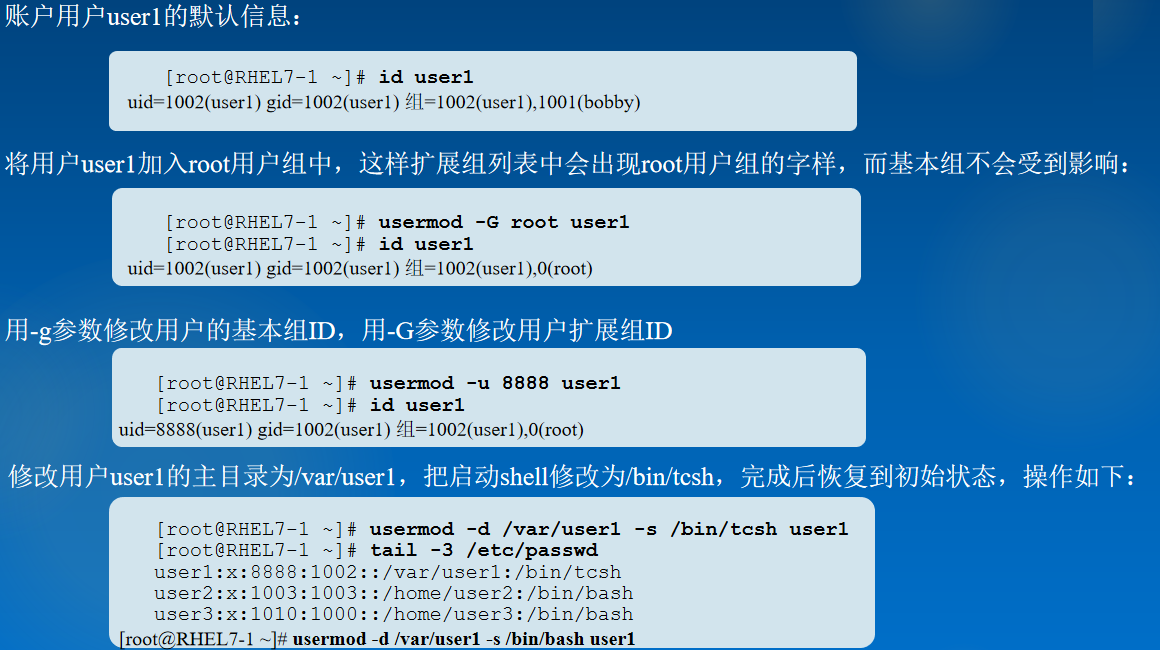 账户用户user1的默认信息：
[root@RHEL7-1 ~]# id user1
uid=1002(user1) gid=1002(user1) 组=1002(user1),1001(bobby)
将用户user1加入root用户组中，这样扩展组列表中会出现root用户组的字样，而基本组不会受到影响：
[root@RHEL7-1 ~]# usermod -G root user1
[root@RHEL7-1 ~]# id user1
uid=1002(user1) gid=1002(user1) 组=1002(user1),0(root)
用-g参数修改用户的基本组ID，用-G参数修改用户扩展组ID
[root@RHEL7-1 ~]# usermod -u 8888 user1
[root@RHEL7-1 ~]# id user1
uid=8888(user1) gid=1002(user1) 组=1002(user1),0(root)
修改用户user1的主目录为/var/user1，把启动shell修改为/bin/tcsh，完成后恢复到初始状态，操作如下：
[root@RHEL7-1 ~]# usermod -d /var/user1 -s /bin/tcsh user1
[root@RHEL7-1 ~]# tail -3 /etc/passwd
user1:x:8888:1002::/var/user1:/bin/tcsh
user2:x:1003:1003::/home/user2:/bin/bash
user3:x:1010:1000::/home/user3:/bin/bash
[root@RHEL7-1 ~]# usermod -d /var/user1 -s /bin/bash user1